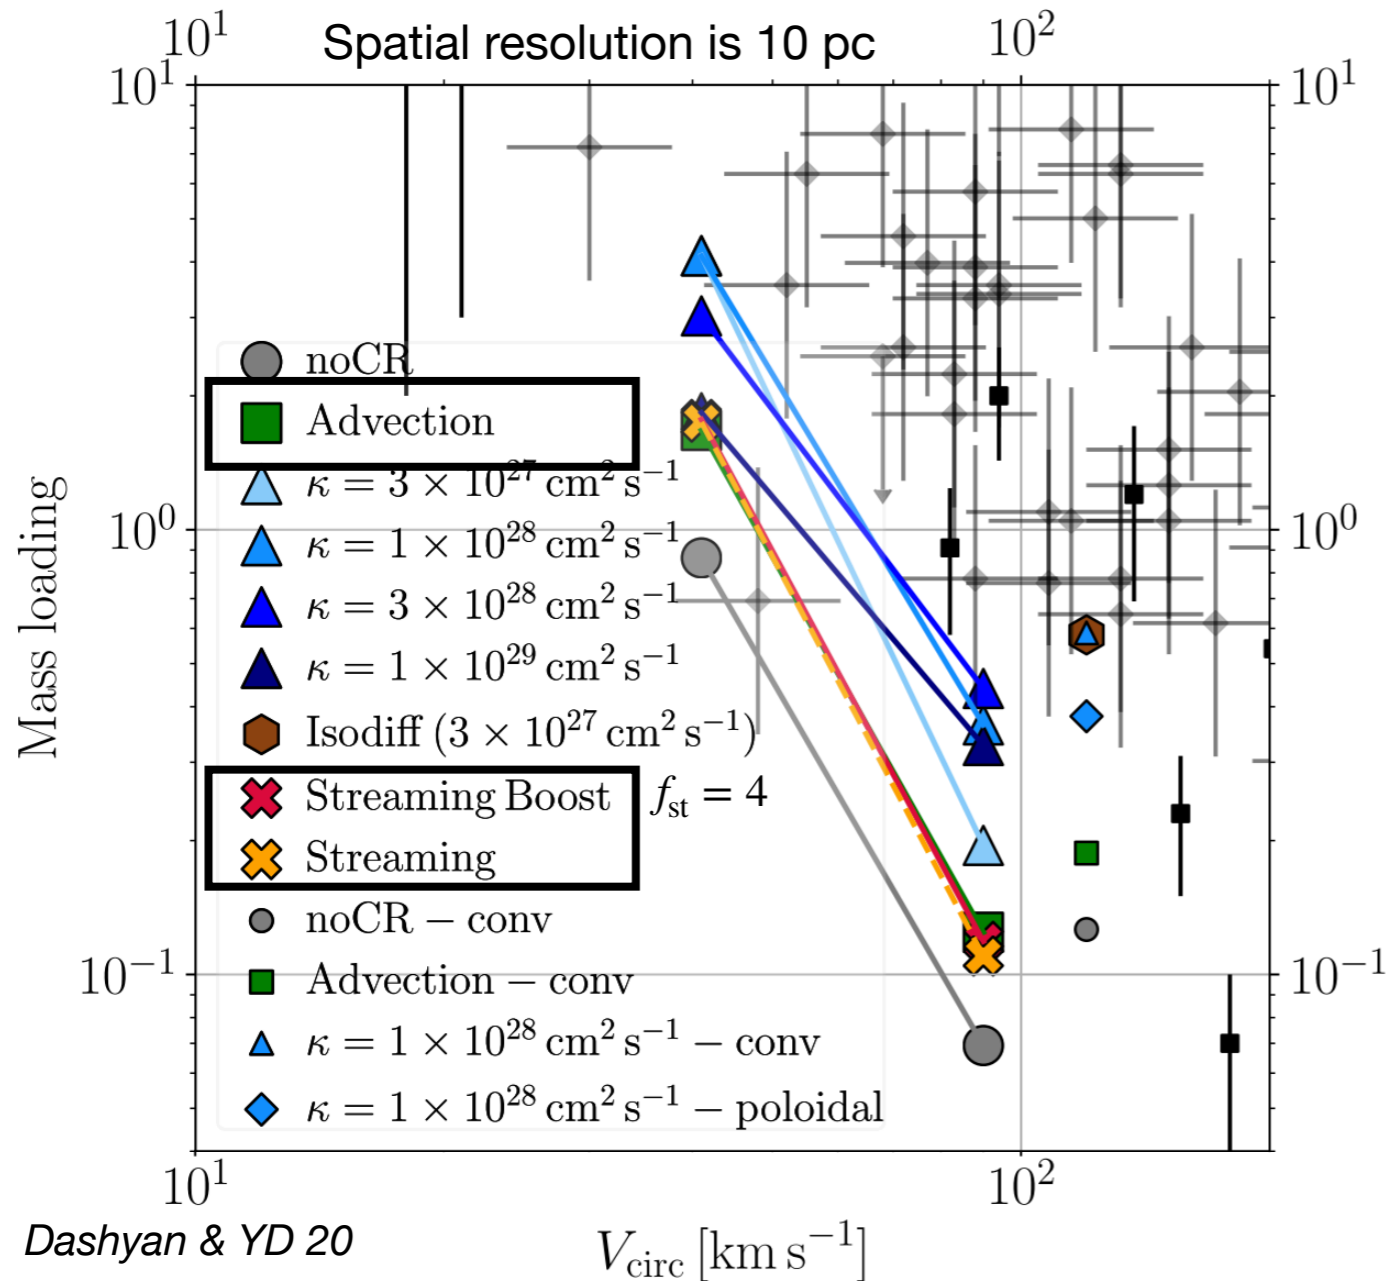 10^1 10^2
Spatial resolution is 10 pc
10^1 10^1
noCR
Advection
κ = 3 × 10^27 cm^2 s^−1
κ = 1 × 10^28 cm^2 s^−1
10^0 10^0
κ = 3 × 10^28 cm^2 s^−1
κ = 1 × 10^29 cm^2 s^−1
Isodiff (3 × 10^27 cm^2 s^−1)
Streaming Boost f_st = 4
Streaming
noCR − conv
Advection − conv
10^−1 10^−1
κ = 1 × 10^28 cm^2 s^−1 − conv
κ = 1 × 10^28 cm^2 s^−1 − poloidal
Mass loading
10^1 10^2
V_circ [km s^−1]
Dashyan & YD 20